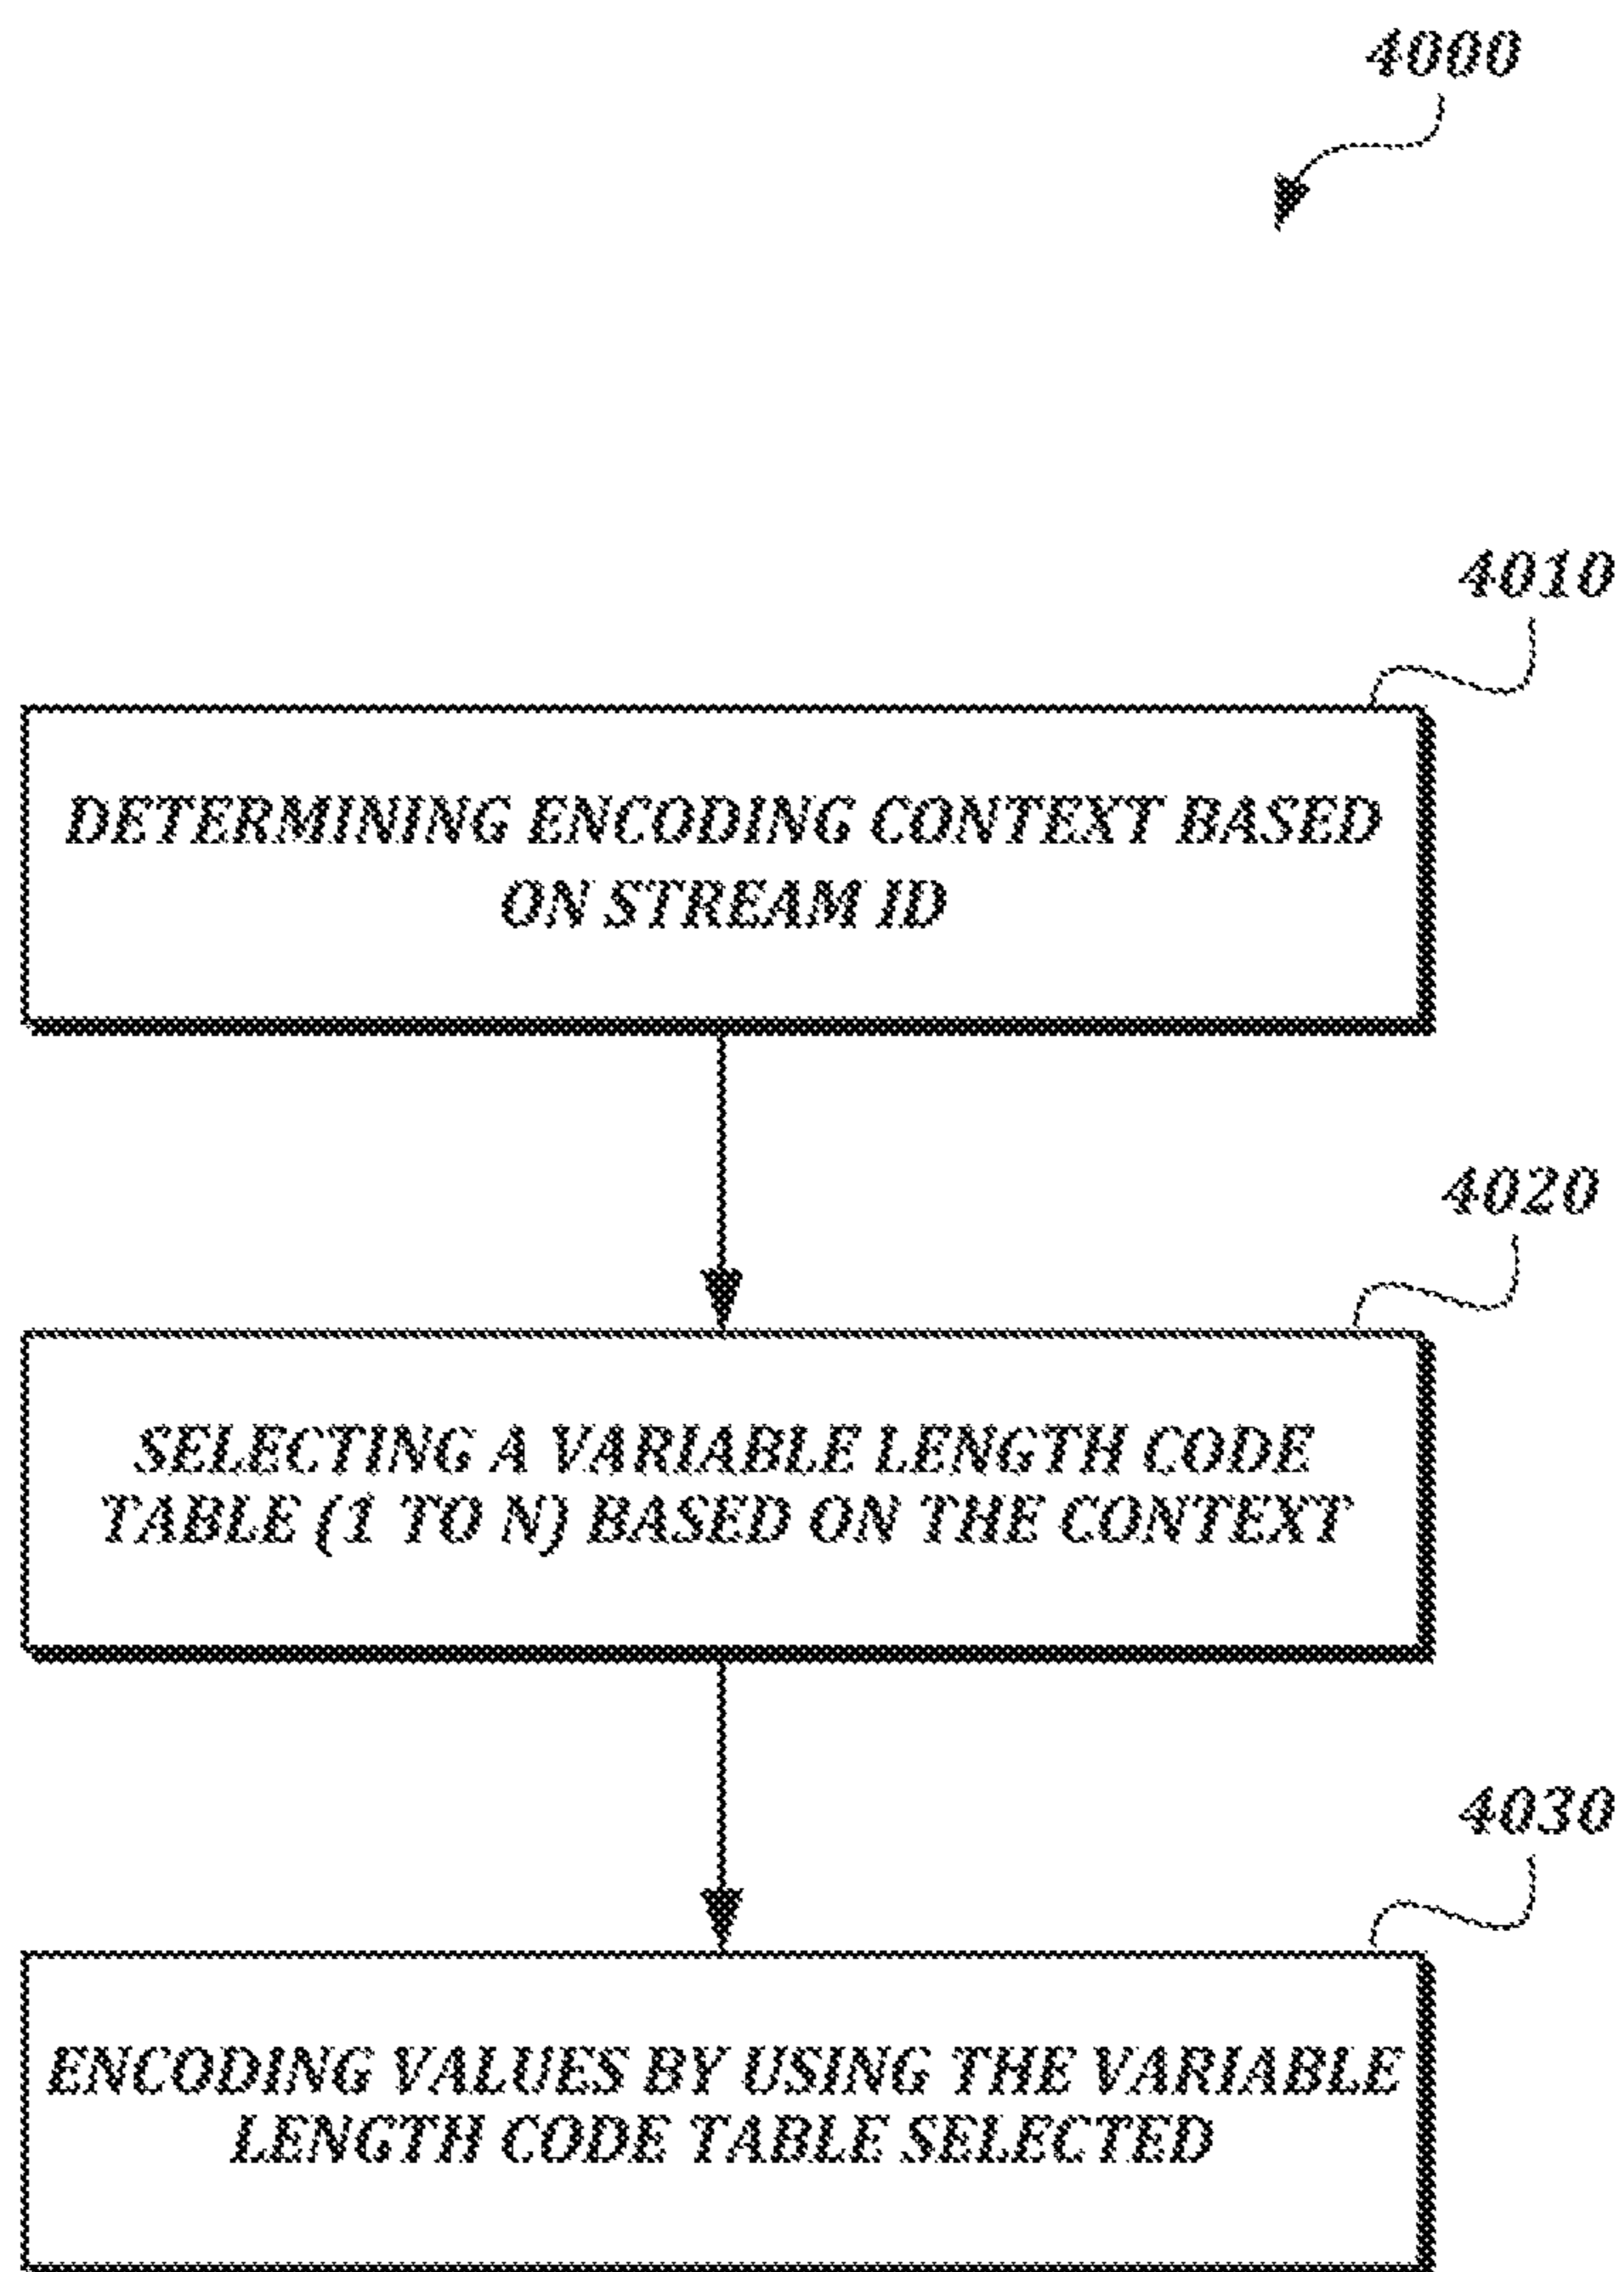 4000
4010
DETERMINING ENCODING CONTEXT BASED
ON STREAM ID
4020
SELECTING A VARIABLE LENGTH CODE
TABLE (1 TO N) BASED ON THE CONTEXT
4030
ENCODING VALUES BY USING THE VARIABLE
LENGTH CODE TABLE SELECTED